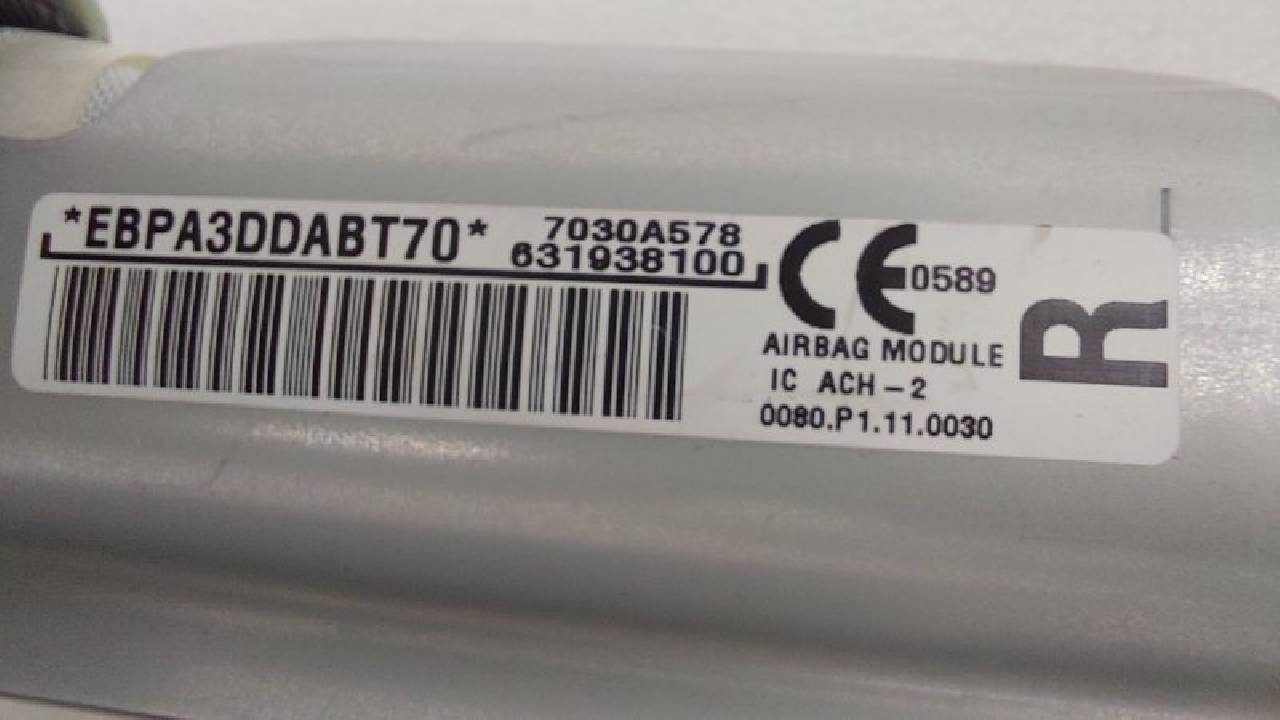 *EBPA3DDABT70* 7030A578
631938100
CE 0589
AIRBAG MODULE
IC ACH-2
0080.P1.11.0030
R